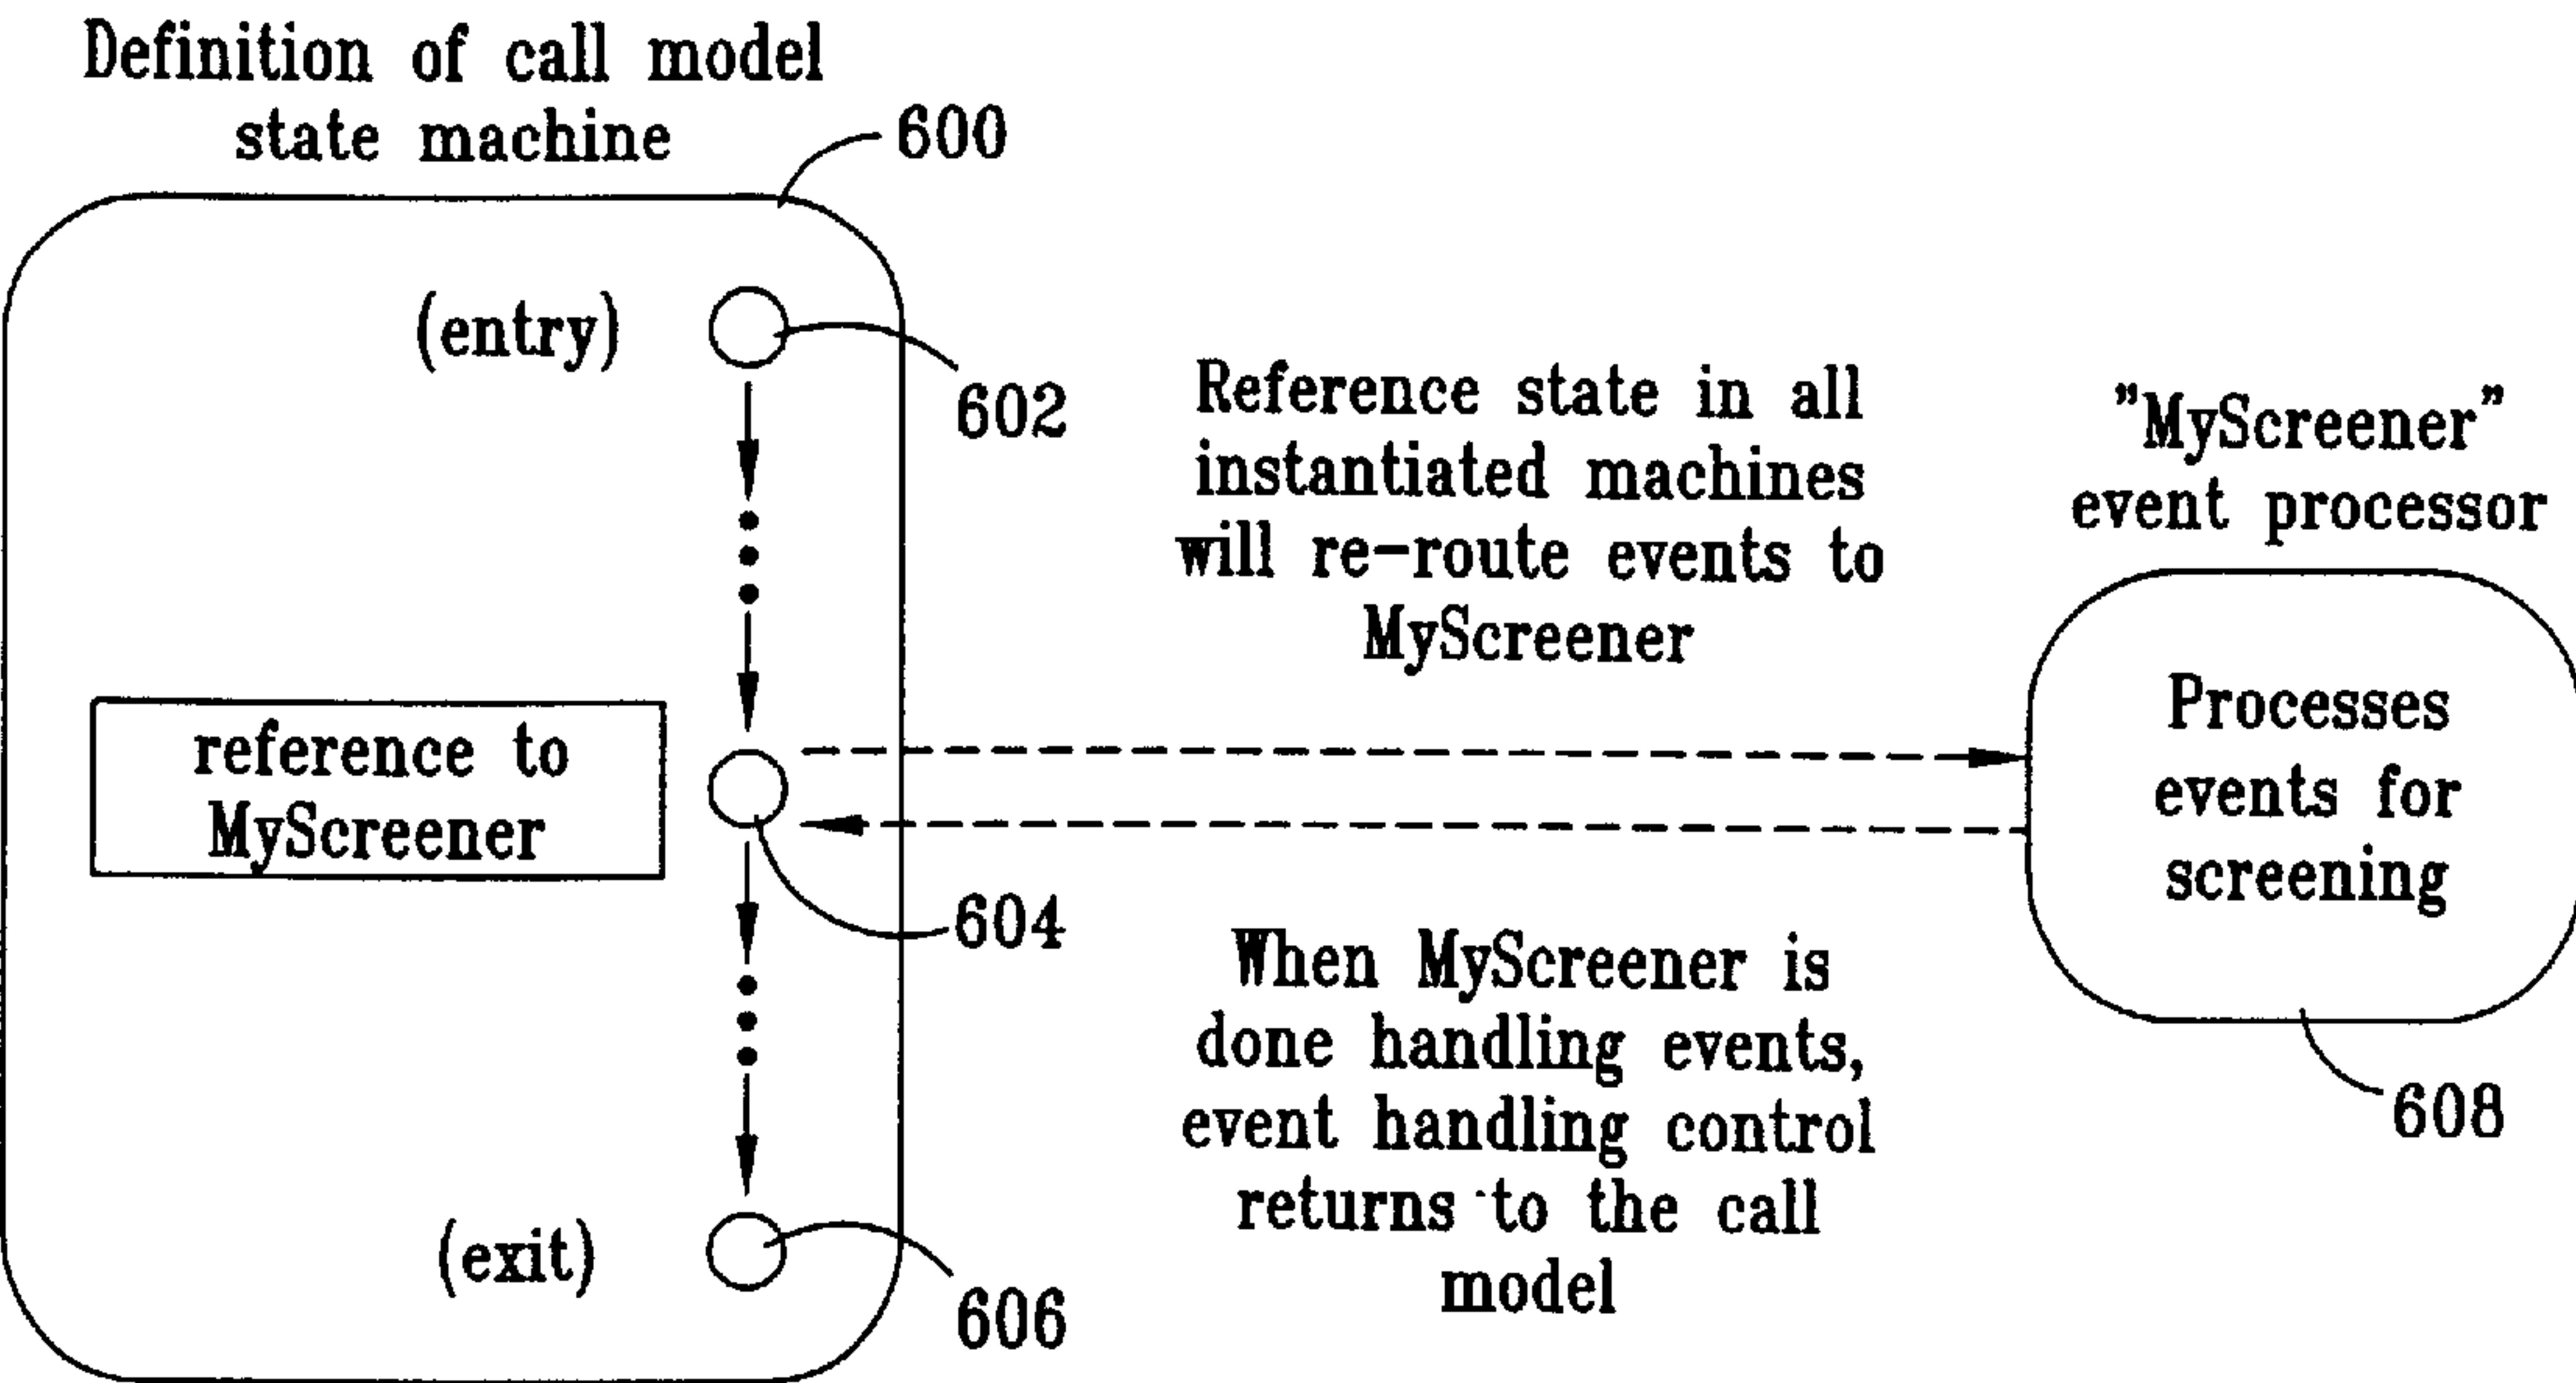 Definition of call model
state machine
600
(entry)
602
Reference state in all
instantiated machines
will re-route events to
MyScreener
"MyScreener"
event processor
reference to
MyScreener
604
Processes
events for
screening
608
When MyScreener is
done handling events,
event handling control
returns to the call
model
(exit)
606